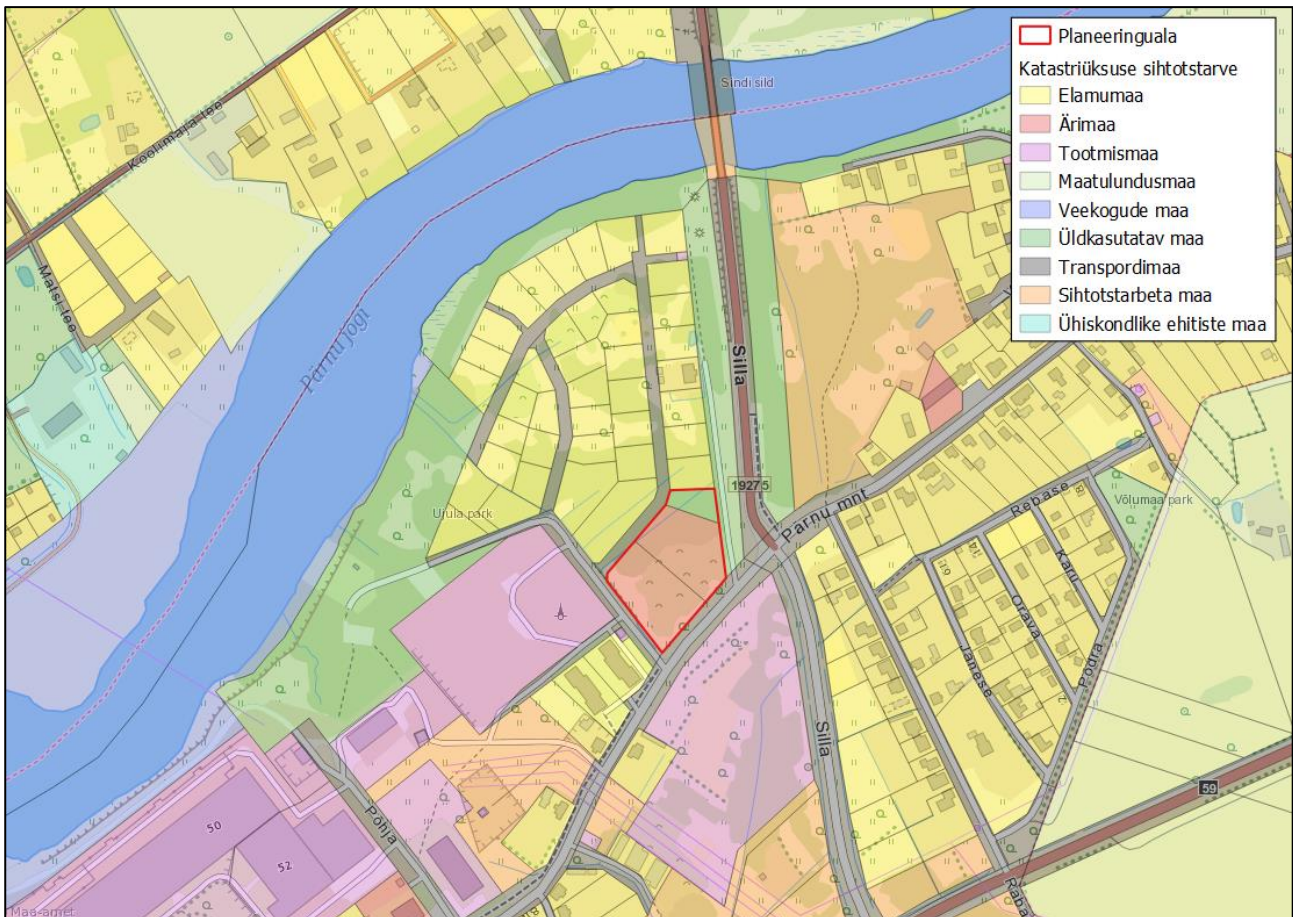 Planeeringuala
Katastriüksuse sihtotstarve
Elamumaa
Ärimaa
Tootmismaa
Maatulundusmaa
Veekogude maa
Üldkasutatav maa
Transpordimaa
Sihtotstarbeta maa
Ühiskondlike ehitiste maa
Sindi sild
Koolimaja tee
Matsi tee
Pärnu jõgi
Silla
19275
Pärnu mnt
Rebase
Võlumaa park
Urula park
Karu
Orava
Jänese
Põdra
Silla
59
Põhja
50
52
Raba
Maa-amet